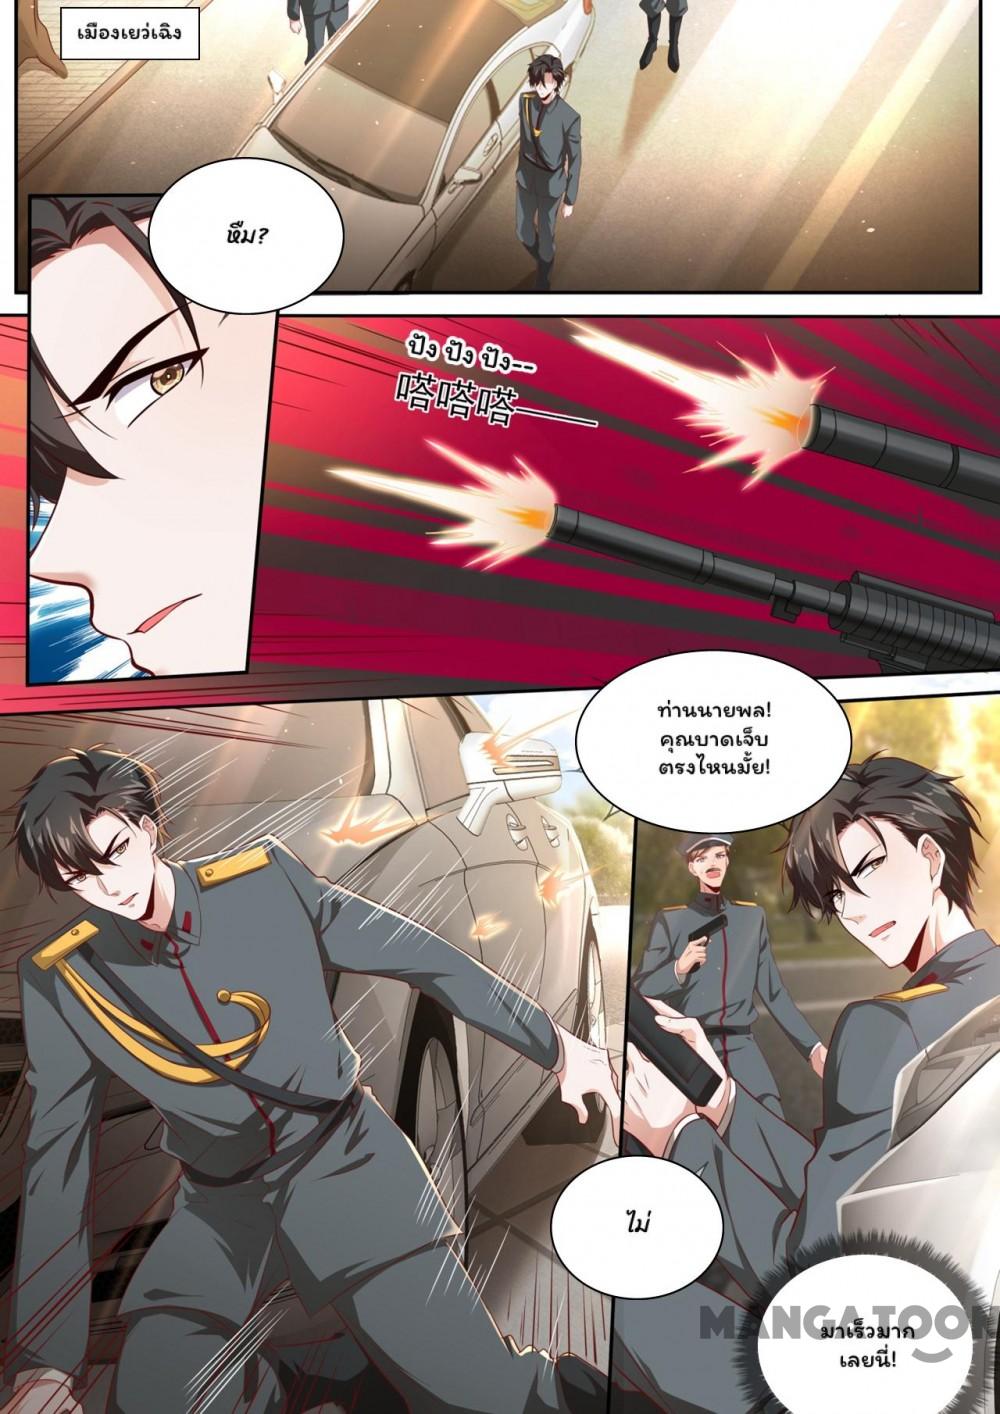 เมืองเยว่เฉิง
หืม?
ปัง ปัง ปัง--
嗒嗒嗒——
ท่านนายพล!
คุณบาดเจ็บ
ตรงไหนมั้ย!
ไม่
มาเร็วมาก
เลยนี่!
MANGATOON